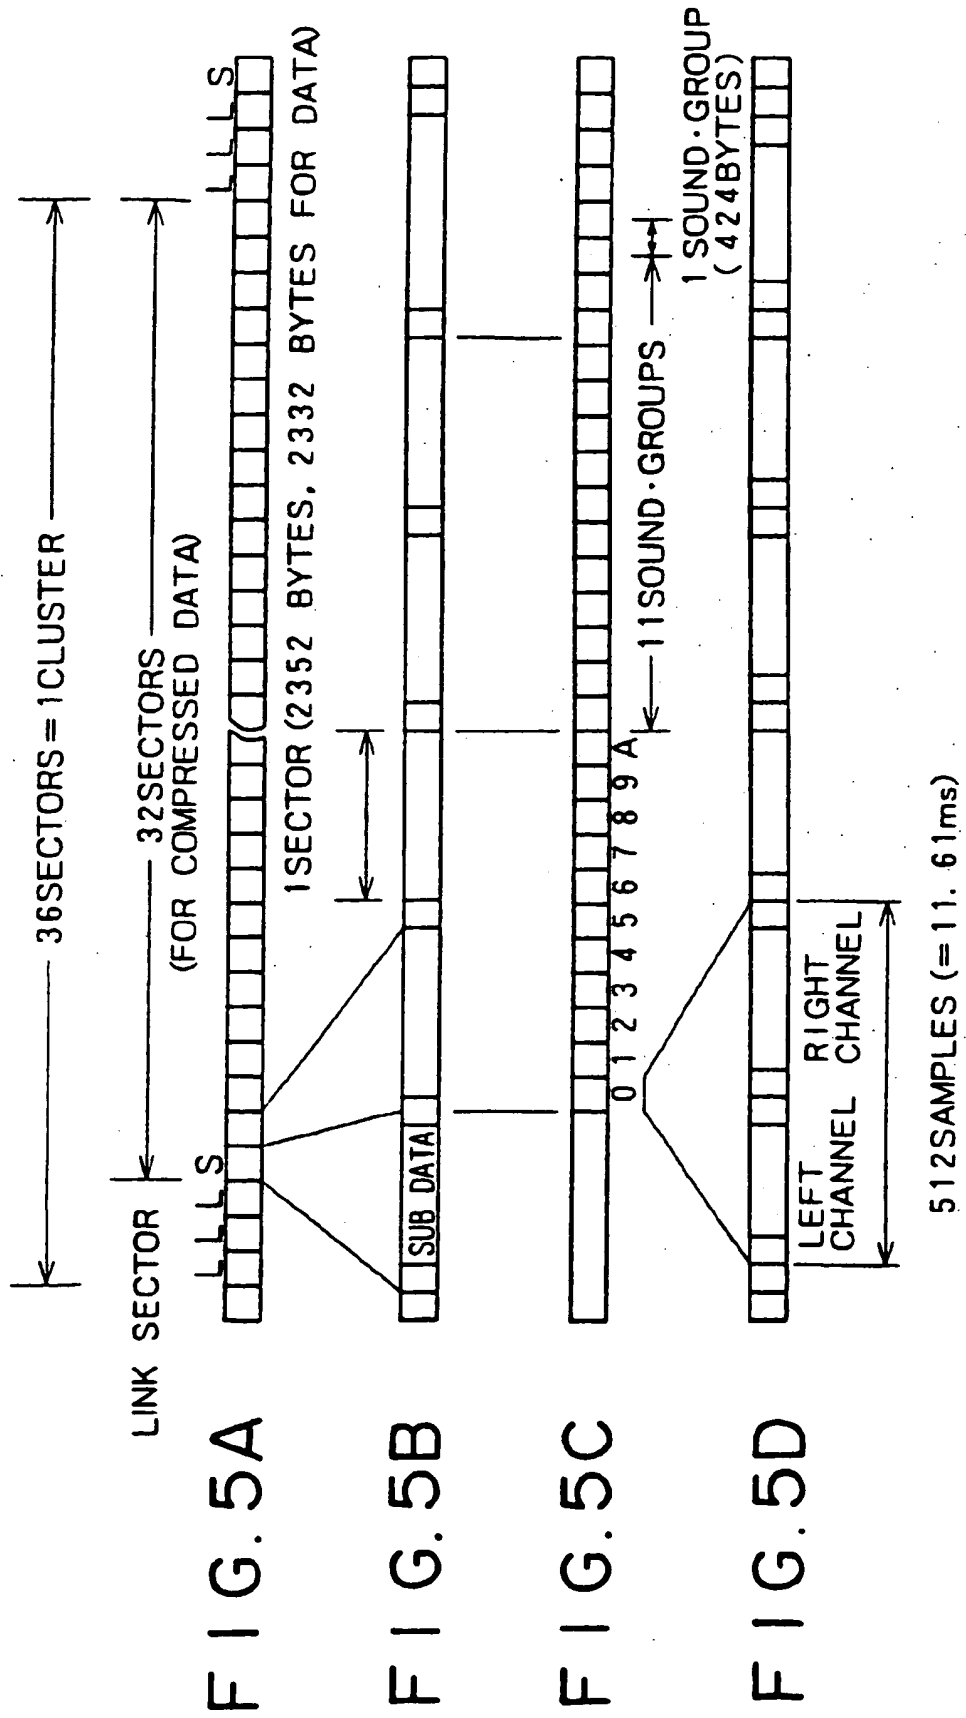 36SECTORS=1CLUSTER
32SECTORS
(FOR COMPRESSED DATA)
LINK SECTOR
L L L S
L L L S
FIG. 5A
1SECTOR (2352 BYTES, 2332 BYTES FOR DATA)
FIG. 5B
SUB DATA
FIG. 5C
0 1 2 3 4 5 6 7 8 9 A
11SOUND·GROUPS
1 SOUND·GROUP
(424BYTES)
FIG. 5D
LEFT
CHANNEL
RIGHT
CHANNEL
512SAMPLES (=11. 61ms)